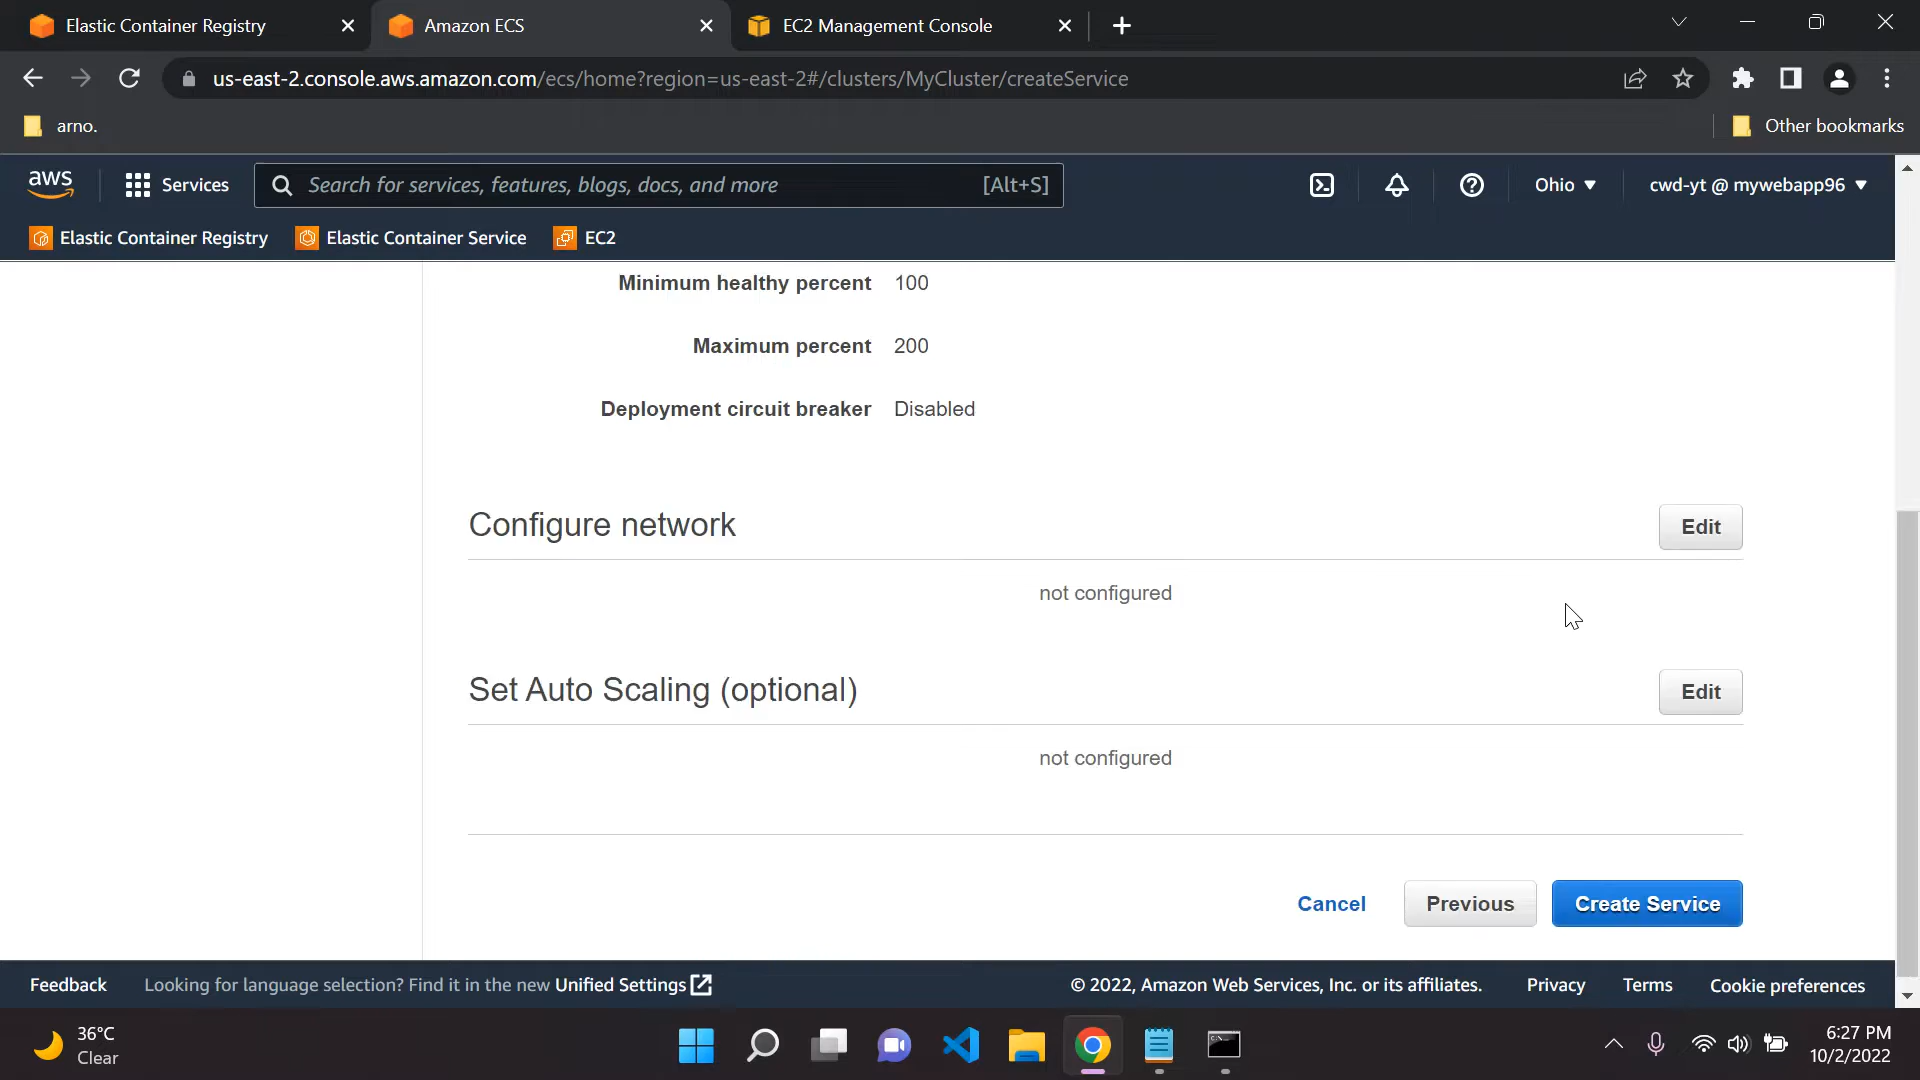 Elastic Container Registry
Amazon ECS
EC2 Management Console
us-east-2.console.aws.amazon.com/ecs/home?region=us-east-2#/clusters/MyCluster/createService
arno.
Other bookmarks
aws
Services
Search for services, features, blogs, docs, and more
[Alt+S]
Ohio
cwd-yt @ mywebapp96
Elastic Container Registry
Elastic Container Service
EC2
Minimum healthy percent 100
Maximum percent 200
Deployment circuit breaker Disabled
Configure network
Edit
not configured
Set Auto Scaling (optional)
Edit
not configured
Cancel
Previous
Create Service
Feedback
Looking for language selection? Find it in the new Unified Settings
© 2022, Amazon Web Services, Inc. or its affiliates.
Privacy
Terms
Cookie preferences
36°C
Clear
6:27 PM
10/2/2022